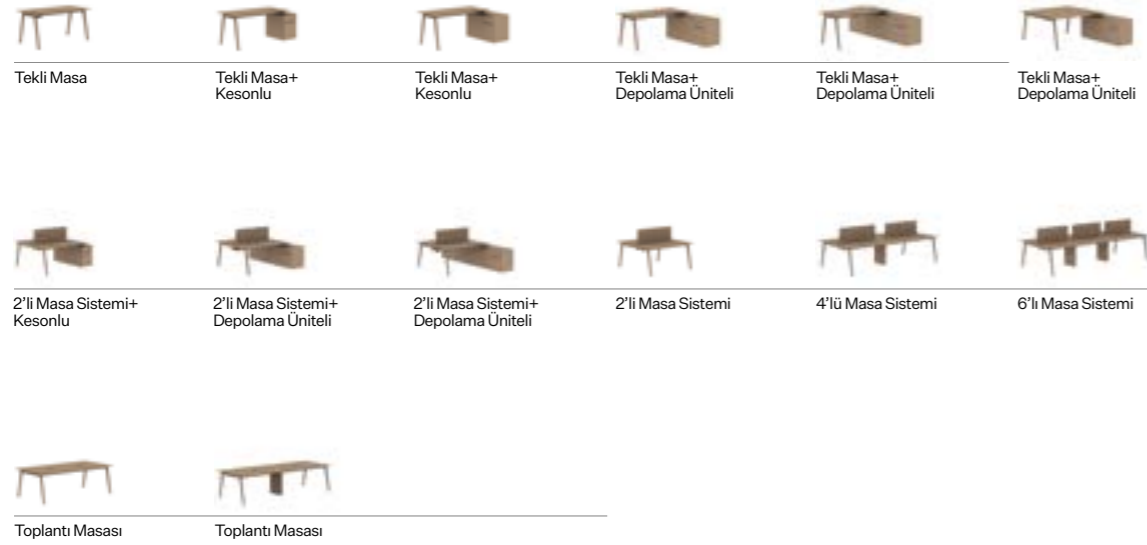 Tekli Masa
Tekli Masa+
Kesonlu
Tekli Masa+
Kesonlu
Tekli Masa+
Depolama Üniteli
Tekli Masa+
Depolama Üniteli
Tekli Masa+
Depolama Üniteli
2’li Masa Sistemi+
Kesonlu
2’li Masa Sistemi+
Depolama Üniteli
2’li Masa Sistemi+
Depolama Üniteli
2’li Masa Sistemi
4’lü Masa Sistemi
6’lı Masa Sistemi
Toplantı Masası
Toplantı Masası